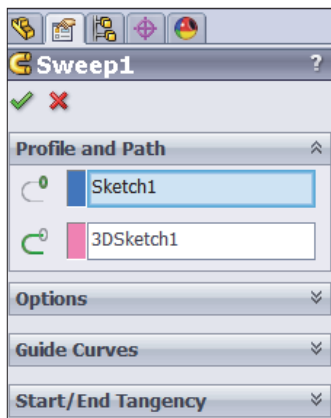 Sweep1 ?
Profile and Path
Sketch1
3DSketch1
Options
Guide Curves
Start/End Tangency